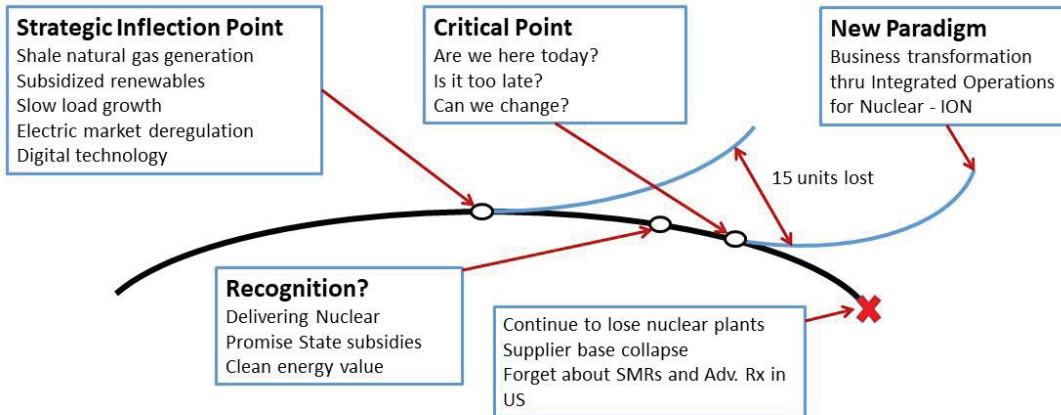 Strategic Inflection Point
Shale natural gas generation
Subsidized renewables
Slow load growth
Electric market deregulation
Digital technology
Critical Point
Are we here today?
Is it too late?
Can we change?
New Paradigm
Business transformation
thru Integrated Operations
for Nuclear - ION
15 units lost
Recognition?
Delivering Nuclear
Promise State subsidies
Clean energy value
Continue to lose nuclear plants
Supplier base collapse
Forget about SMRs and Adv. Rx in
US